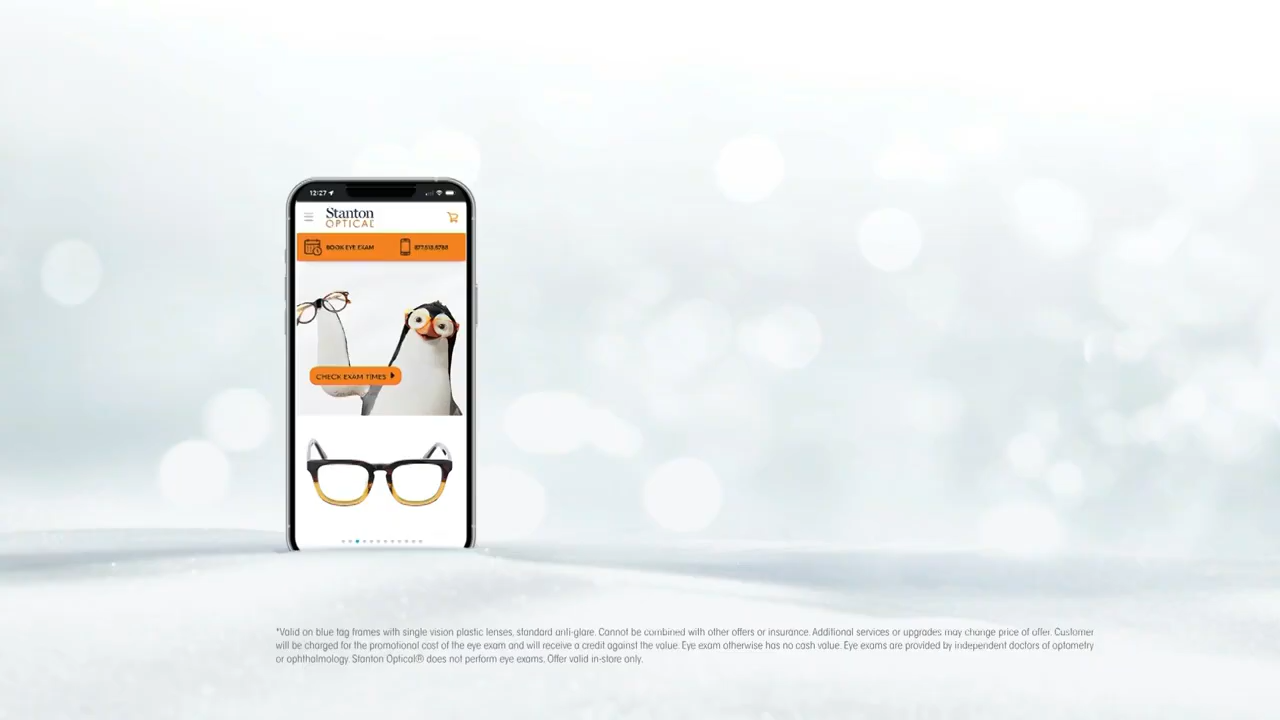 12:27
Stanton
OPTICAL
BOOK EYE EXAM
CHECK EXAM TIMES
*Valid on blue tag frames with single vision plastic lenses, standard anti-glare. Cannot be combined with other offers or insurance. Additional services or upgrades may change price of offer. Customer
will be charged for the promotional cost of the eye exam and will receive a credit against the value. Eye exam otherwise has no cash value. Eye exams are provided by independent doctors of optometry
or ophthalmology. Stanton Optical® does not perform eye exams. Offer valid in-store only.